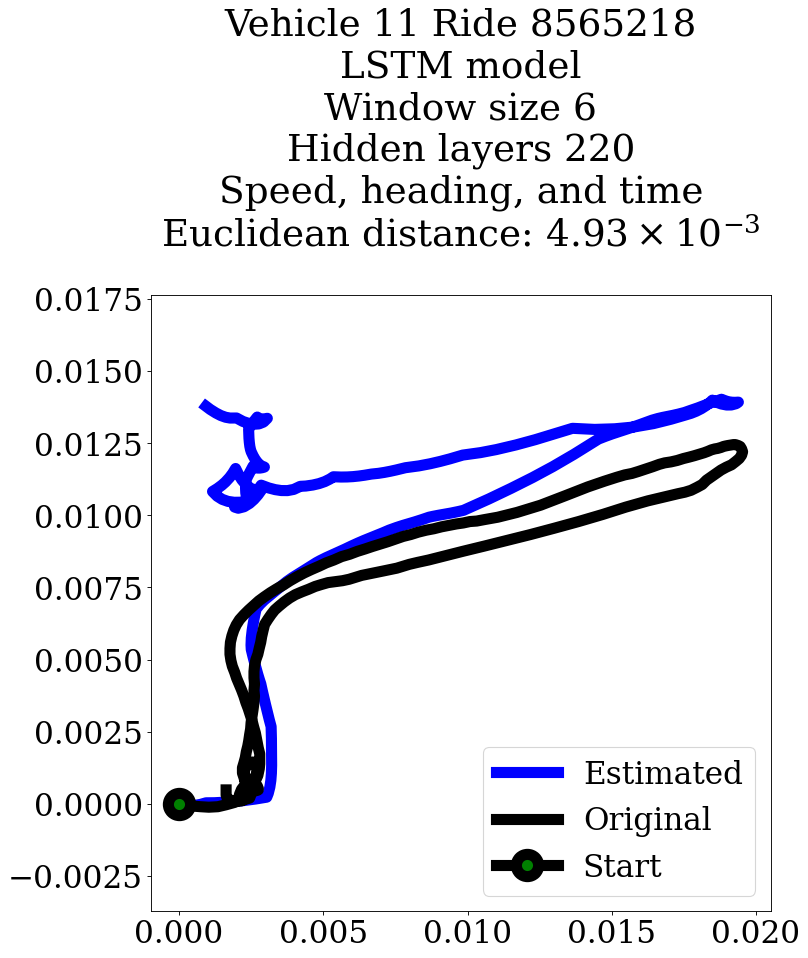 Vehicle 11 Ride 8565218
LSTM model
Window size 6
Hidden layers 220
Speed, heading, and time
Euclidean distance: 4.93 × 10⁻³
0.0175
0.0150
0.0125
0.0100
0.0075
0.0050
0.0025
0.0000
−0.0025
Estimated
Original
Start
0.000 0.005 0.010 0.015 0.020